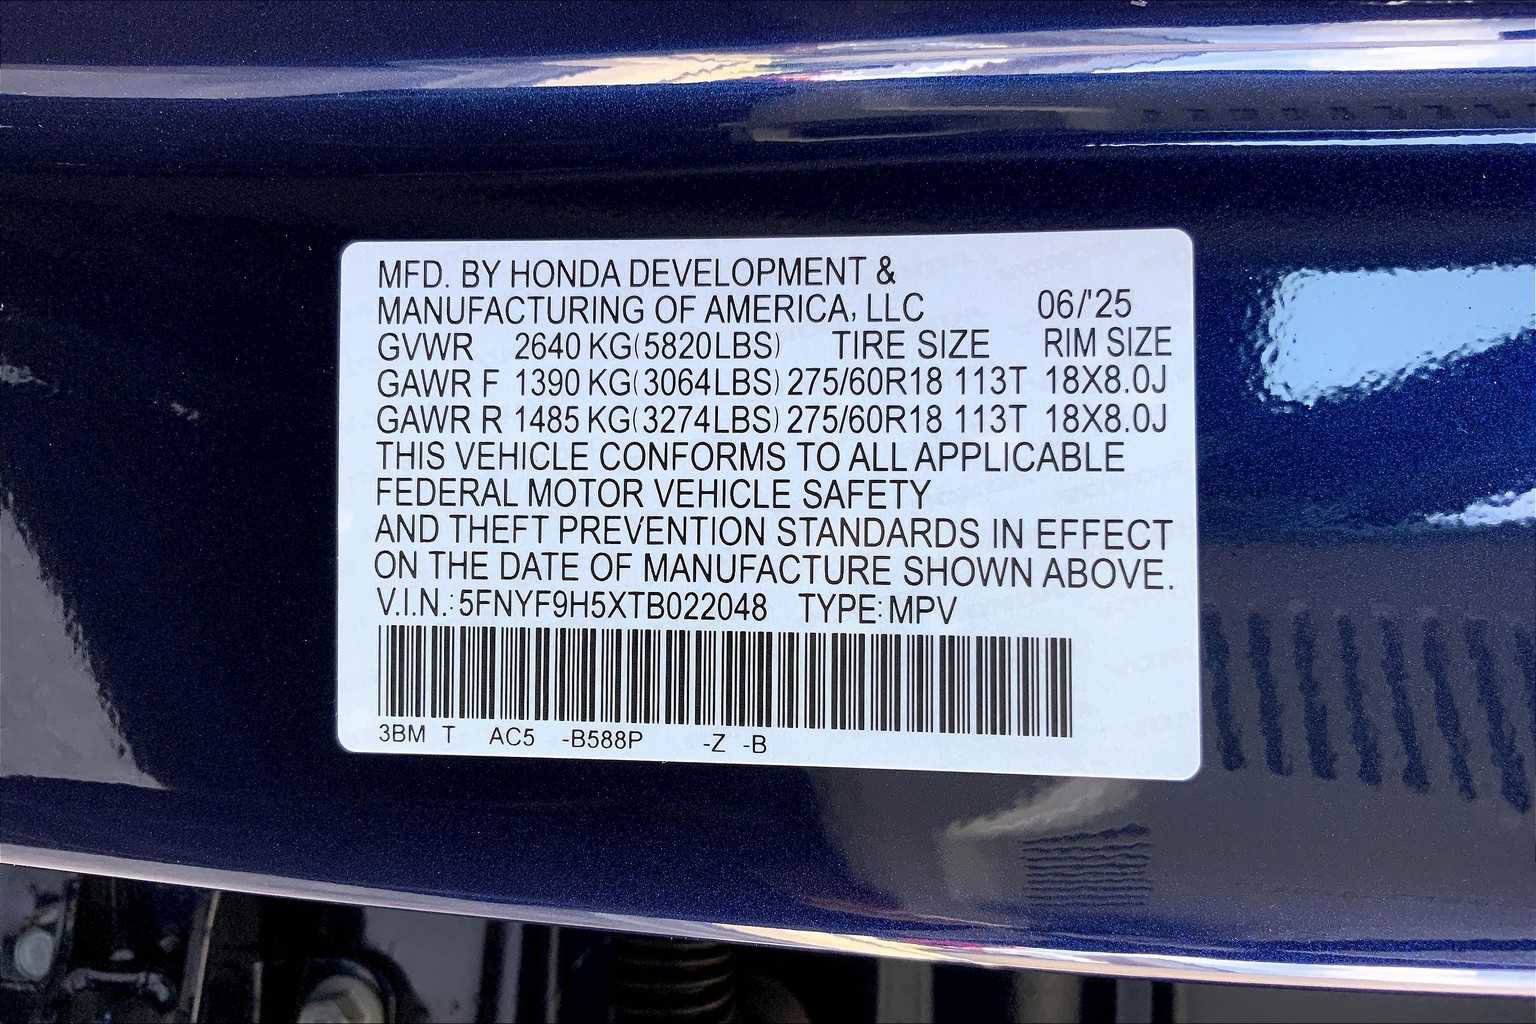 MFD. BY HONDA DEVELOPMENT &
MANUFACTURING OF AMERICA, LLC 06/'25
GVWR 2640 KG(5820LBS) TIRE SIZE RIM SIZE
GAWR F 1390 KG(3064LBS) 275/60R18 113T 18X8.0J
GAWR R 1485 KG(3274LBS) 275/60R18 113T 18X8.0J
THIS VEHICLE CONFORMS TO ALL APPLICABLE
FEDERAL MOTOR VEHICLE SAFETY
AND THEFT PREVENTION STANDARDS IN EFFECT
ON THE DATE OF MANUFACTURE SHOWN ABOVE.
V.I.N.: 5FNYF9H5XTB022048 TYPE: MPV
3BM T AC5 -B588P -Z -B